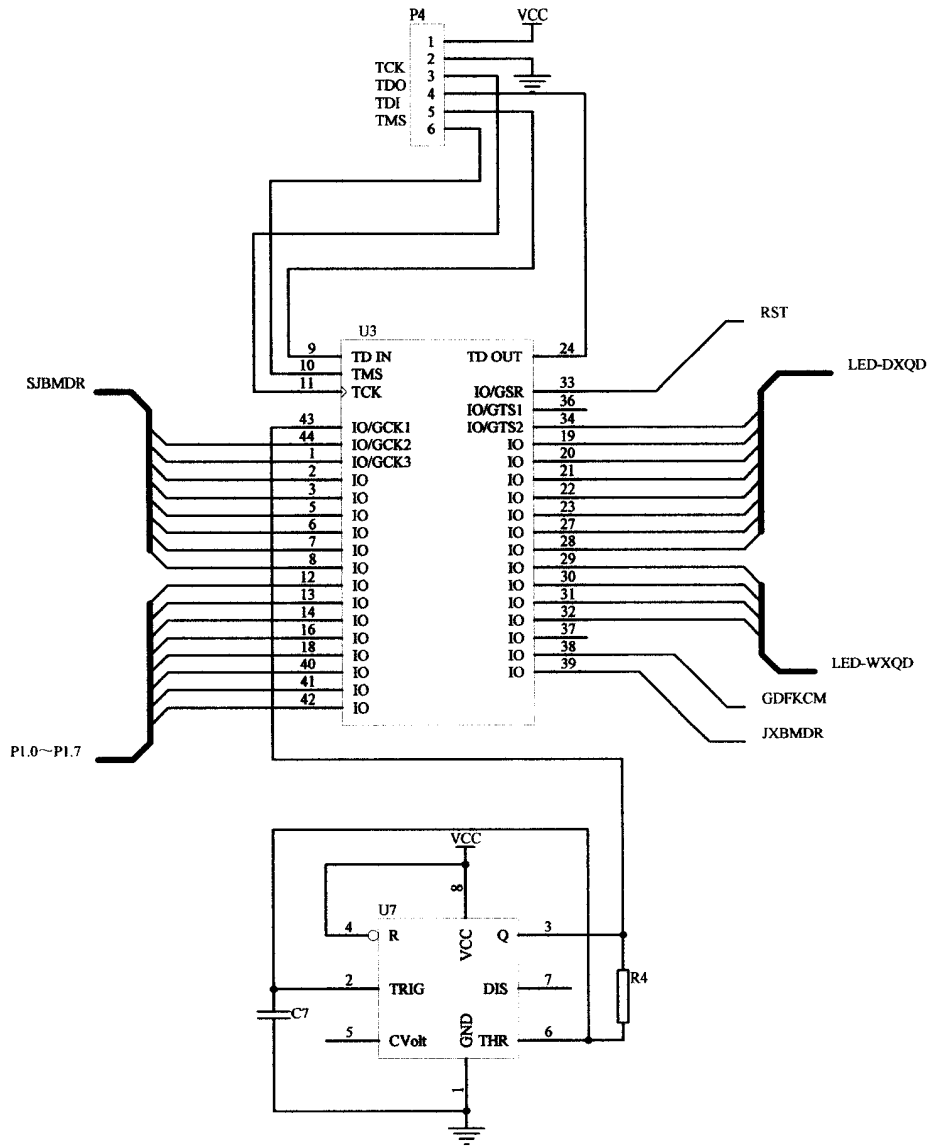 P4
VCC
1
2
TCK 3
TDO 4
TDI 5
TMS 6
U3
RST
9 TD IN TD OUT 24
10 TMS
11 TCK IO/GSR 33
SJBMDR
LED-DXQD
IO/GTS1 36
43 IO/GCK1 IO/GTS2 34
44 IO/GCK2 IO 19
1 IO/GCK3 IO 20
2 IO IO 21
3 IO IO 22
5 IO IO 23
6 IO IO 27
7 IO IO 28
8 IO IO 29
12 IO IO 30
13 IO IO 31
14 IO IO 32
16 IO IO 37
18 IO IO 38
40 IO IO 39
41 IO
42 IO
LED-WXQD
GDFKCM
JXBMDR
P1.0～P1.7
VCC
8
U7
4 R VCC Q 3
2 TRIG DIS 7
R4
C7
5 CVolt GND THR 6
1